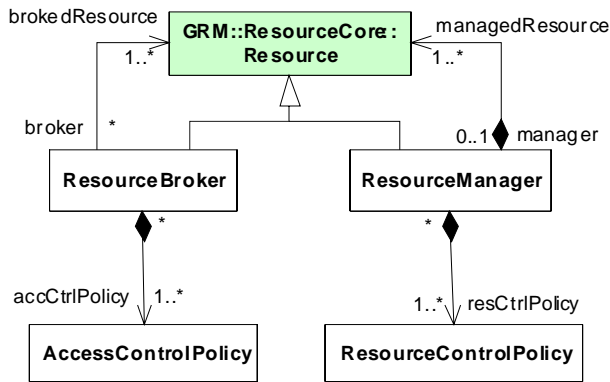 brokedResource
GRM::ResourceCore::
Resource
managedResource
1..*
1..*
broker
*
0..1
manager
ResourceBroker
ResourceManager
*
*
accCtrlPolicy
1..*
1..*
resCtrlPolicy
AccessControlPolicy
ResourceControlPolicy